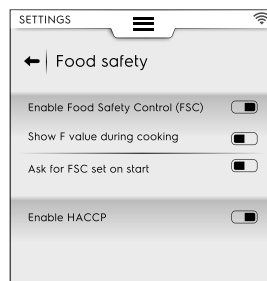 SETTINGS
Food safety
Enable Food Safety Control (FSC)
Show F value during cooking
Ask for FSC set on start
Enable HACCP